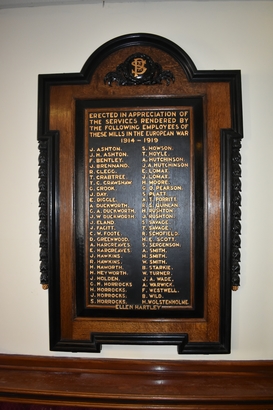 ERECTED IN APPRECIATION OF
THE SERVICES RENDERED BY
THE FOLLOWING EMPLOYEES OF
THESE MILLS IN THE EUROPEAN WAR
1914 - 1919
J. ASHTON. S. HOWSON.
J. H. ASHTON. T. HOYLE.
F. BENTLEY. A. HUTCHINSON.
J. BRENNAND. J. A. HUTCHINSON.
R. CLEGG. E. LOMAX.
T. CRABTREE. J. LOMAX.
T. C. CRAWSHAW H. MOORE.
G. CROOK. S. D. PEARSON.
J. DAY. S. PLATT.
E. DIGGLE. A. T. PORRITT.
A. DUCKWORTH. R. S. DUNCAN.
G. A. DUCKWORTH. H. RUSHTON.
J. W. DUCKWORTH J. RUSHTON.
J. ELAND. J. SAVAGE.
J. FAGITT. T. SAVAGE.
C. W. FOOTE. R. SCHOFIELD.
G. GREENWOOD. H. E. SCOTT.
A. HARGREAVES S. SERGENSON.
E. HARGREAVES. A. SMITH.
J. HAWKINS. H. SMITH.
R. HAWKINS. W. SMITH.
H. HAWORTH. B. STARKIE.
M. HEYWORTH. W. TURNER.
J. HOLDEN. J. A. WADE.
G. M. HORROCKS A. WARWICK.
F. HORROCKS. F. WESTWELL.
J. HORROCKS. B. WILD.
S. HORROCKS. H. WOLSTENHOLME.
ELLEN HARTLEY